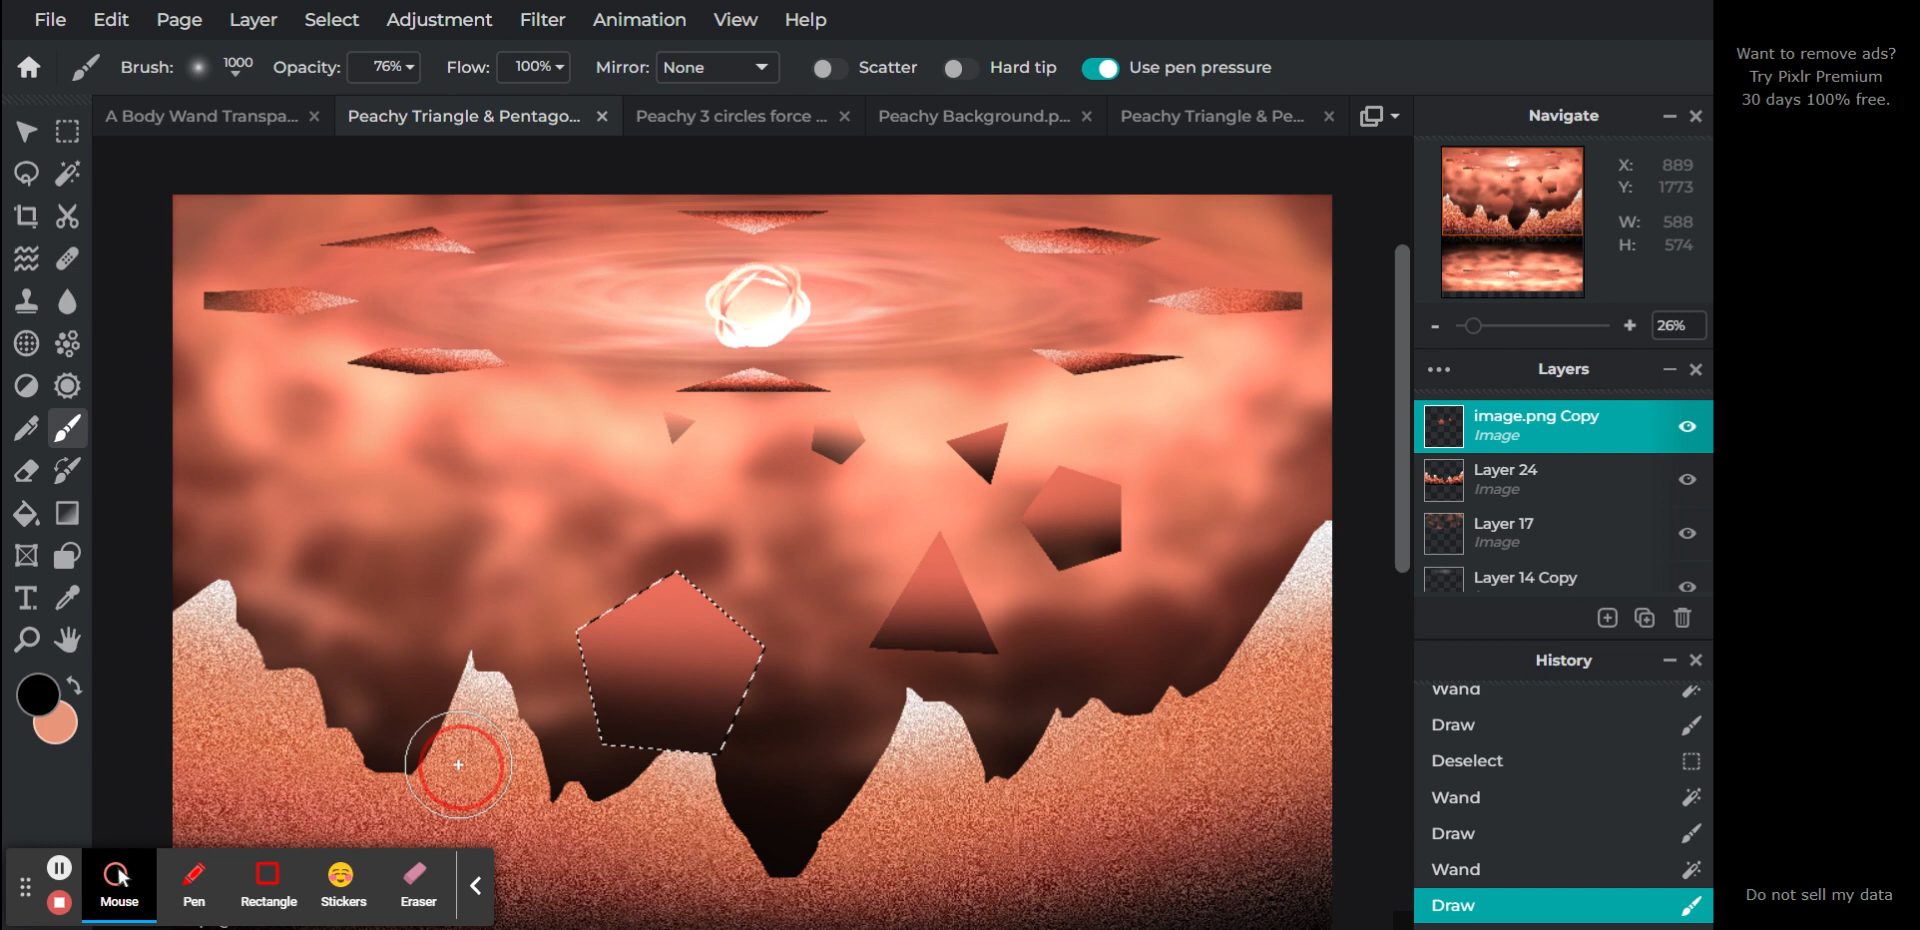 File Edit Page Layer Select Adjustment Filter Animation View Help
Brush: 1000 Opacity: 76% Flow: 100% Mirror: None Scatter Hard tip Use pen pressure
A Body Wand Transpa... Peachy Triangle & Pentago... Peachy 3 circles force ... Peachy Background.p... Peachy Triangle & Pe...
Navigate
X: 889
Y: 1773
W: 588
H: 574
- + 26%
Layers
image.png Copy
Image
Layer 24
Image
Layer 17
Image
Layer 14 Copy
History
Wand
Draw
Deselect
Wand
Draw
Wand
Draw
T
Mouse Pen Rectangle Stickers Eraser
Want to remove ads?
Try Pixlr Premium
30 days 100% free.
Do not sell my data